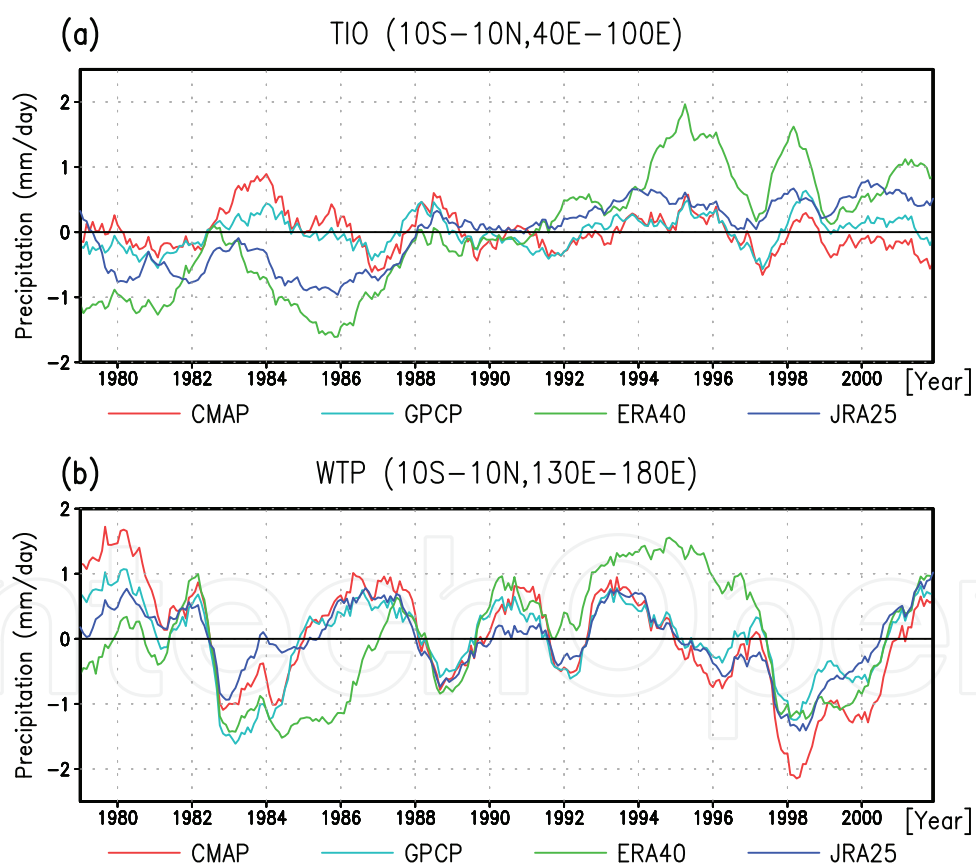 (a) TIO (10S−10N,40E−100E)
Precipitation (mm/day)
2
1
0
−1
−2
1980 1982 1984 1986 1988 1990 1992 1994 1996 1998 2000 [Year]
CMAP GPCP ERA40 JRA25
(b) WTP (10S−10N,130E−180E)
Precipitation (mm/day)
2
1
0
−1
−2
1980 1982 1984 1986 1988 1990 1992 1994 1996 1998 2000 [Year]
CMAP GPCP ERA40 JRA25